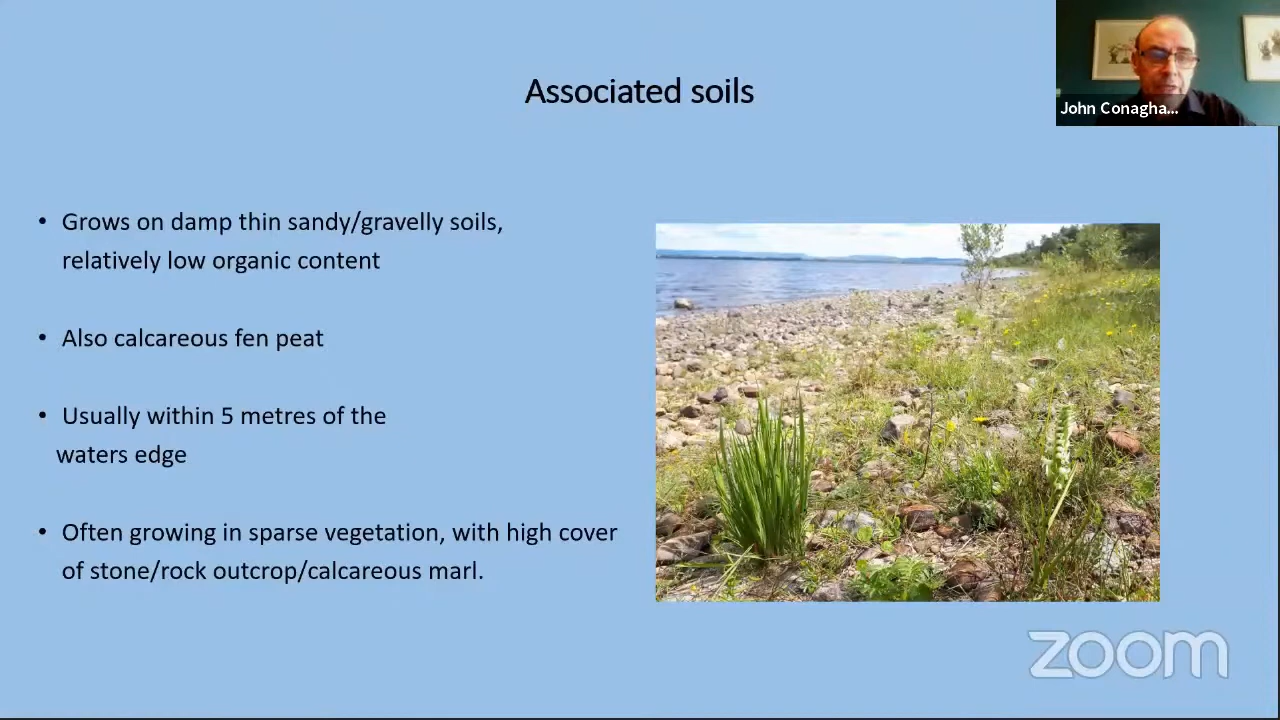 Associated soils
John Conagha...
• Grows on damp thin sandy/gravelly soils,
relatively low organic content
• Also calcareous fen peat
• Usually within 5 metres of the
waters edge
• Often growing in sparse vegetation, with high cover
of stone/rock outcrop/calcareous marl.
zoom